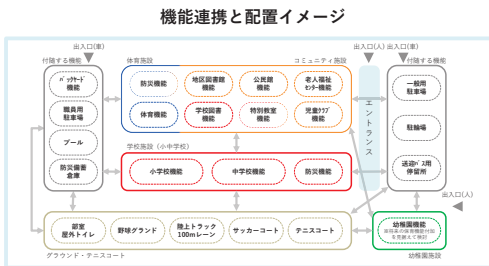 機能連携と配置イメージ
出入口(車)
出入口(人)
出入口(車)
付随する機能
体育施設
コミュニティ施設
付随する機能
ﾊﾞｯｸﾔｰﾄﾞ
機能
職員用
駐車場
プール
防災備蓄
倉庫
防災機能
地区図書館
機能
公民館
機能
老人福祉
ｾﾝﾀｰ機能
体育機能
学校図書
機能
特別教室
機能
児童ｸﾗﾌﾞ
機能
エントランス
一般用
駐車場
駐輪場
送迎ﾊﾞｽ用
停留所
学校施設（小中学校）
小学校機能
中学校機能
防災機能
出入口(人)
部室
屋外トイレ
野球グランド
陸上トラック
100mレーン
サッカーコート
テニスコート
幼稚園機能
を見据えて検討
グラウンド・テニスコート
幼稚園施設